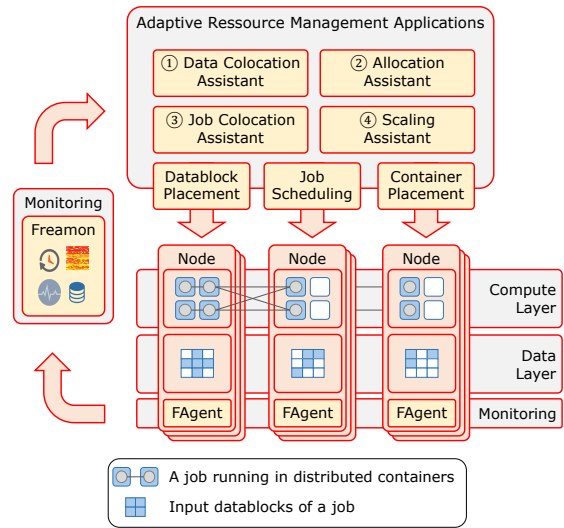 Adaptive Ressource Management Applications
① Data Colocation
Assistant
② Allocation
Assistant
③ Job Colocation
Assistant
④ Scaling
Assistant
Datablock
Placement
Job
Scheduling
Container
Placement
Monitoring
Freamon
Node
Node
Node
Compute
Layer
Data
Layer
FAgent
FAgent
FAgent
Monitoring
A job running in distributed containers
Input datablocks of a job